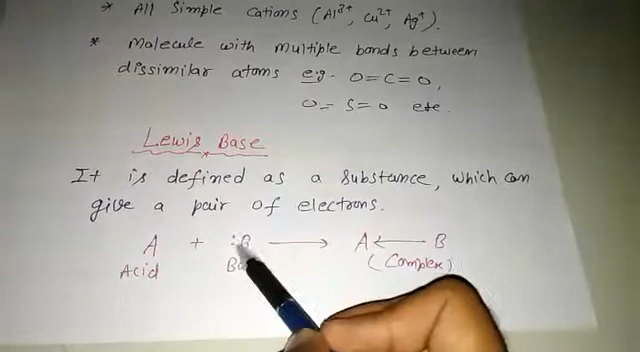 * All Simple Cations (Al³⁺, Cu²⁺, Ag⁺).
* Molecule with multiple bonds between
dissimilar atoms e.g- O=C=O,
O=S=O etc.
Lewis Base
It is defined as a substance, which can
give a pair of electrons.
A + :B ⟶ A ⟵ B
Acid (Complex)